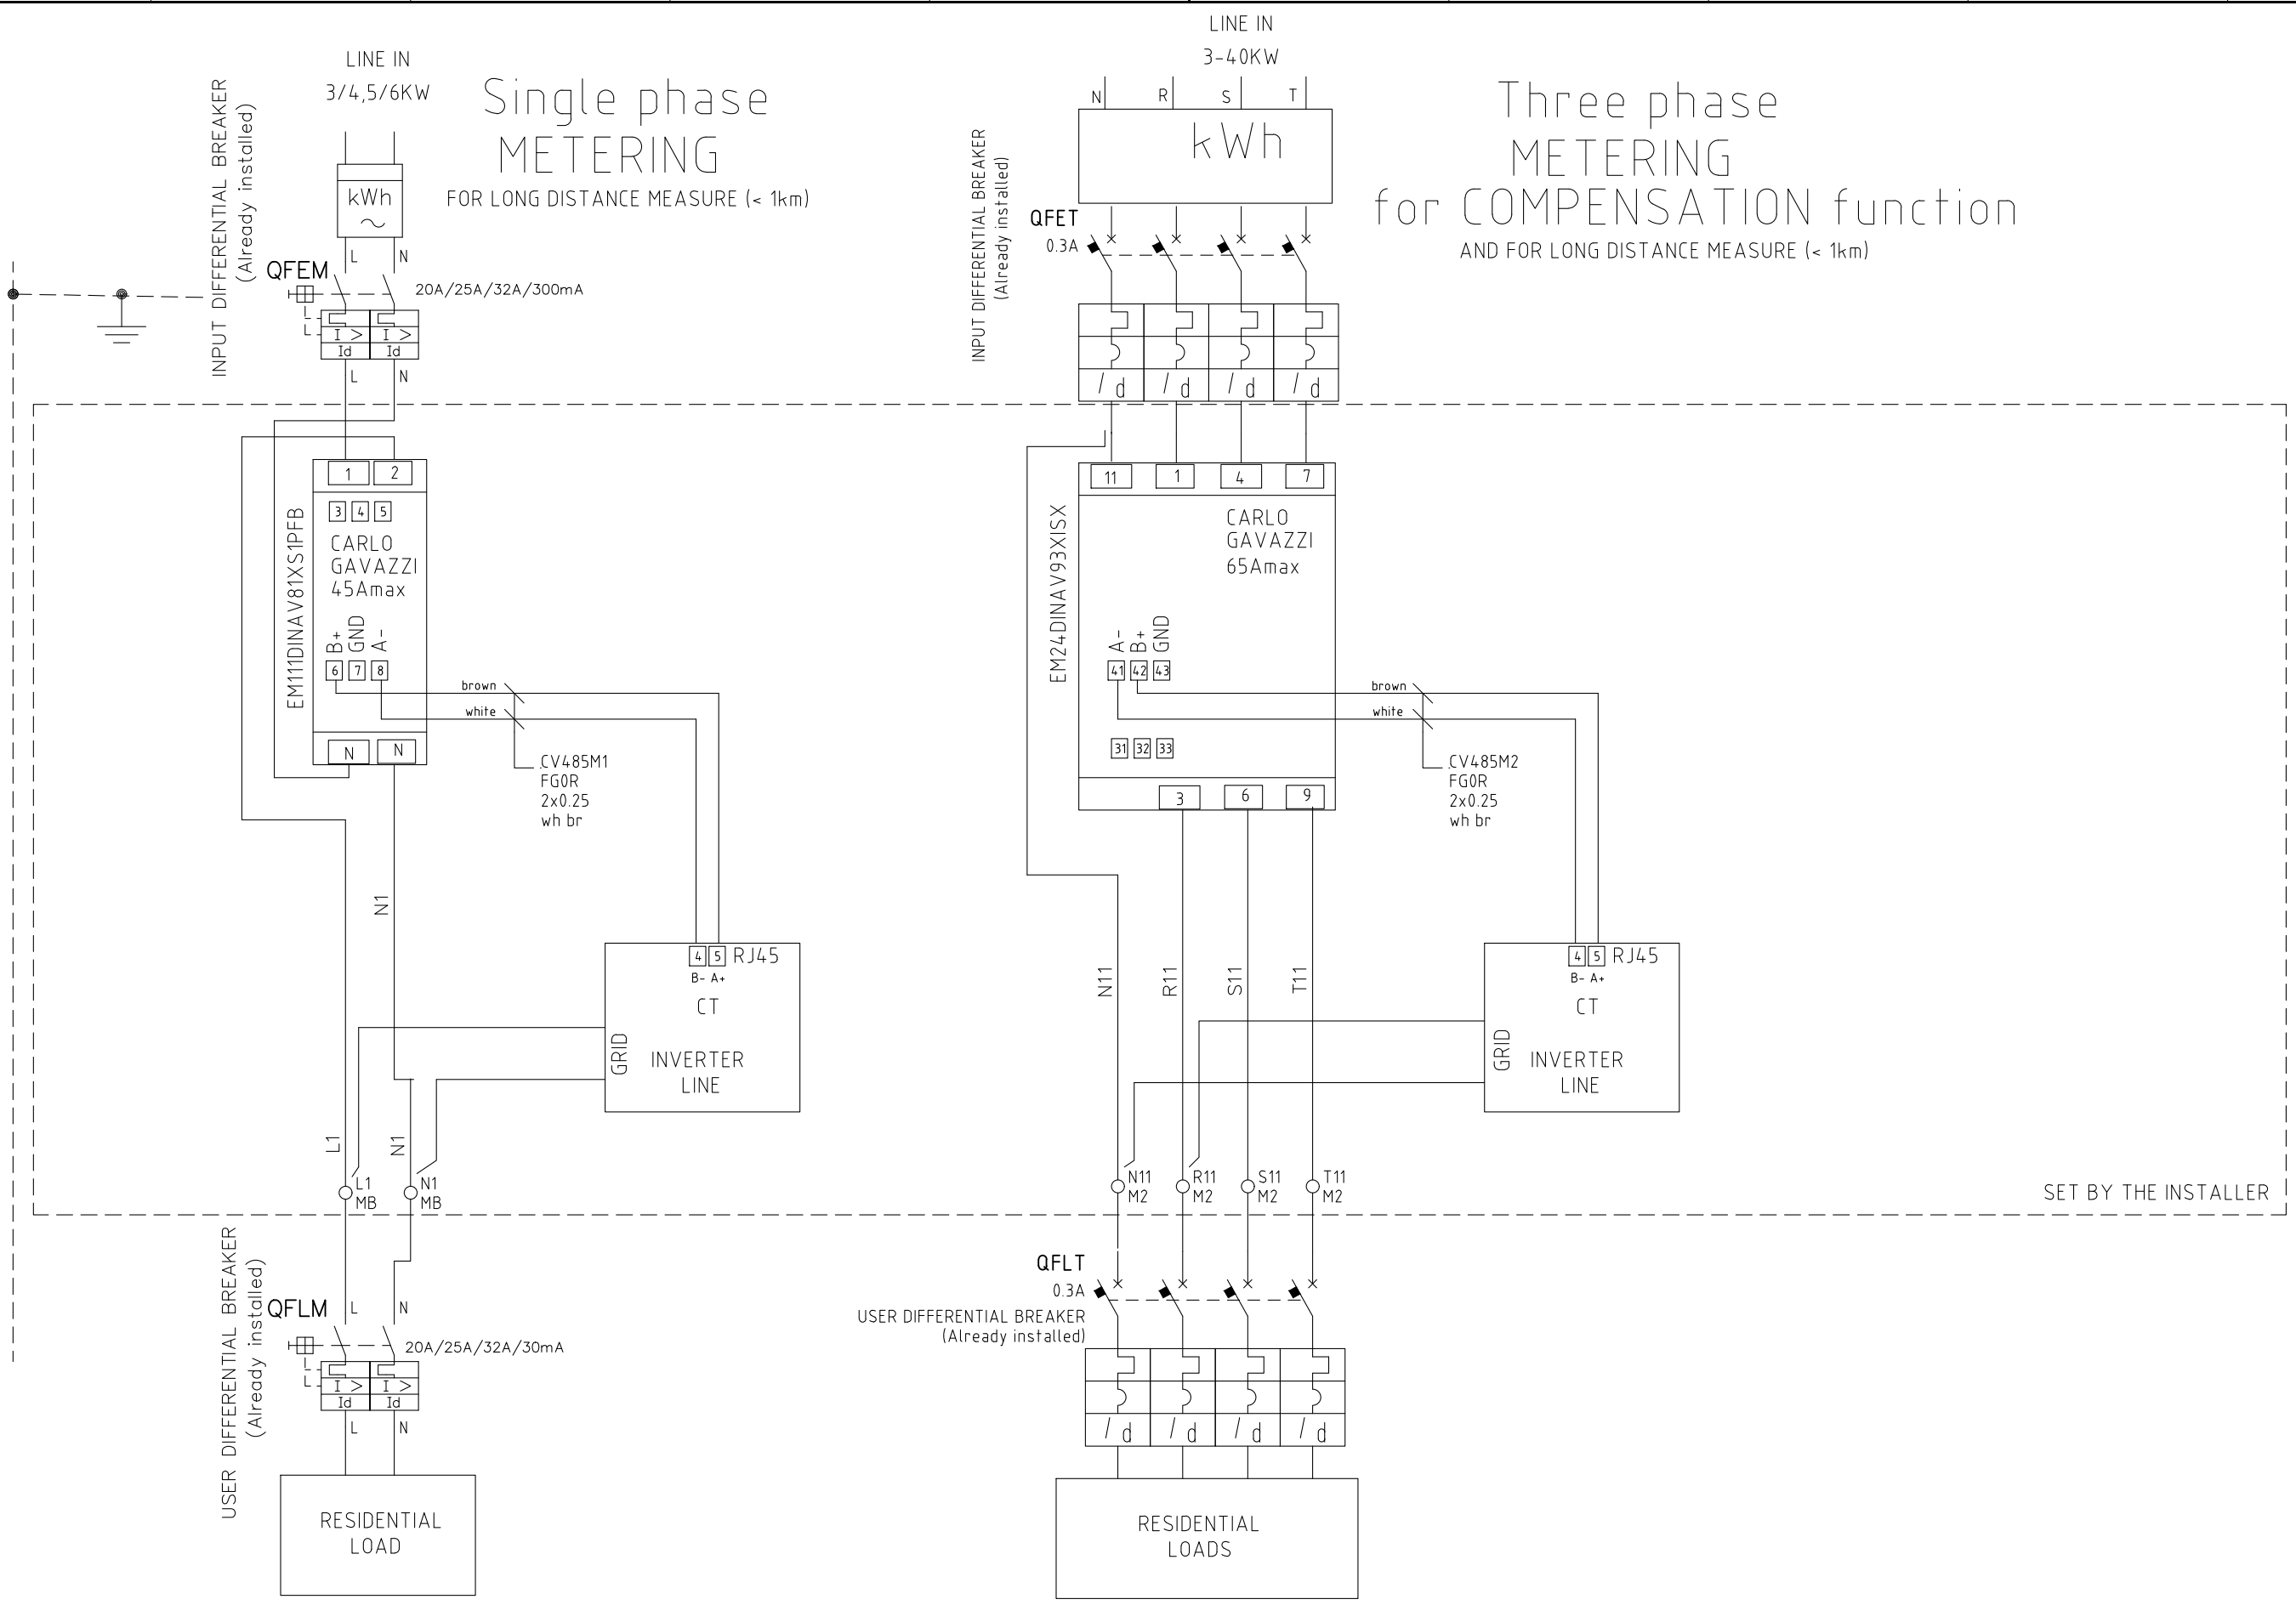 LINE IN
3/4,5/6KW
Single phase
METERING
FOR LONG DISTANCE MEASURE (< 1km)
INPUT DIFFERENTIAL BREAKER
(Already installed)
kWh
L
N
QFEM
20A/25A/32A/300mA
I >
I >
Id
Id
L
N
1
2
3
4
5
CARLO
GAVAZZI
45Amax
EM111DINAV81XS1PFB
B+
GND
A-
6
7
8
brown
white
N
N
CV485M1
FG0R
2x0.25
wh br
N1
4
5
RJ45
B- A+
CT
GRID
INVERTER
LINE
L1
N1
L1
MB
N1
MB
USER DIFFERENTIAL BREAKER
(Already installed)
QFLM
L
N
20A/25A/32A/30mA
I >
I >
Id
Id
L
N
RESIDENTIAL
LOAD
LINE IN
3-40KW
N
R
S
T
kWh
Three phase
METERING
for COMPENSATION function
AND FOR LONG DISTANCE MEASURE (< 1km)
INPUT DIFFERENTIAL BREAKER
(Already installed)
QFET
0.3A
/ d
/ d
/ d
/ d
11
1
4
7
CARLO
GAVAZZI
65Amax
EM24DINAV93XISX
A-
B+
GND
41
42
43
brown
white
31
32
33
3
6
9
CV485M2
FG0R
2x0.25
wh br
N11
R11
S11
T11
4
5
RJ45
B- A+
CT
GRID
INVERTER
LINE
N11
M2
R11
M2
S11
M2
T11
M2
SET BY THE INSTALLER
QFLT
0.3A
USER DIFFERENTIAL BREAKER
(Already installed)
/ d
/ d
/ d
/ d
RESIDENTIAL
LOADS